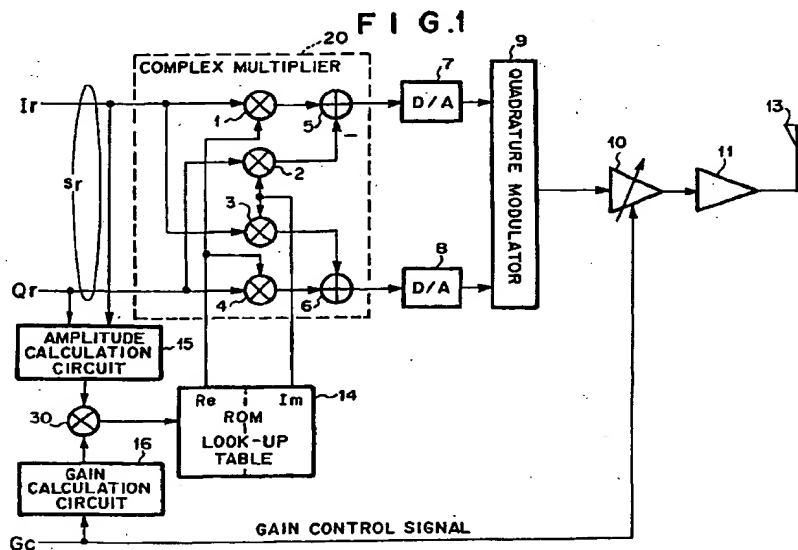 FIG.1
20
COMPLEX MULTIPLIER
Ir
1
5
−
7
D/A
9
QUADRATURE MODULATOR
13
10
11
2
Sr
3
8
D/A
Qr
4
6
AMPLITUDE
CALCULATION
CIRCUIT
15
Re
Im
14
30
ROM
LOOK-UP
TABLE
16
GAIN
CALCULATION
CIRCUIT
Gc
GAIN CONTROL SIGNAL